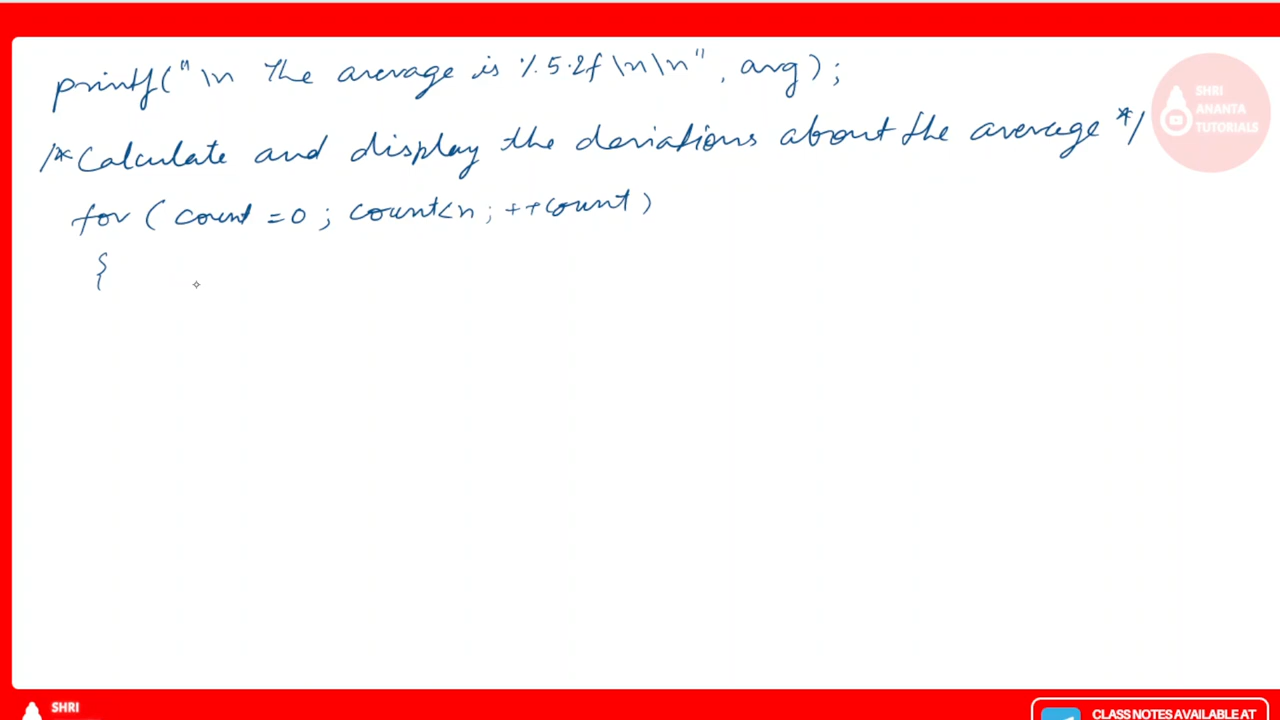 printf("\n The average is %5.2f\n\n", avg);
/*Calculate and display the deviations about the average */
for (count =0; count<n; ++count)
{
SHRI
ANANTA
TUTORIALS
SHRI
CLASS NOTES AVAILABLE AT